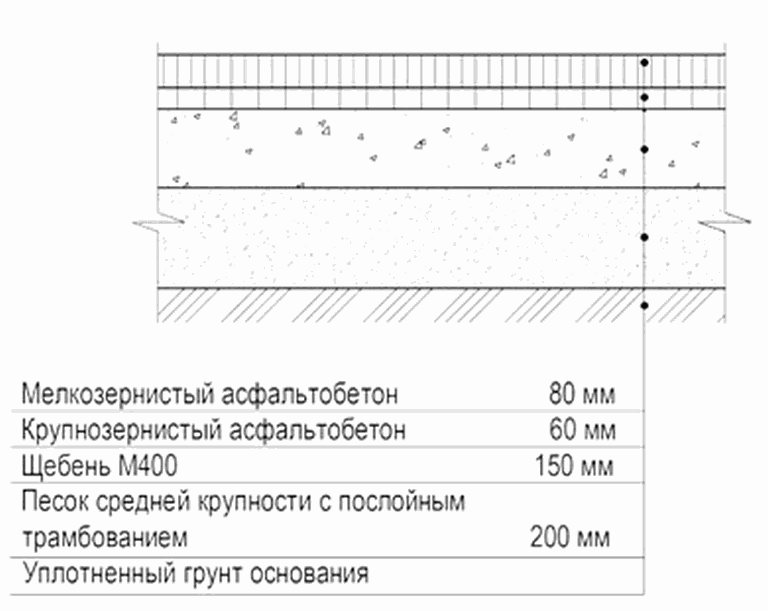 Мелкозернистый асфальтобетон 80 мм
Крупнозернистый асфальтобетон 60 мм
Щебень М400 150 мм
Песок средней крупности с послойным
трамбованием 200 мм
Уплотненный грунт основания